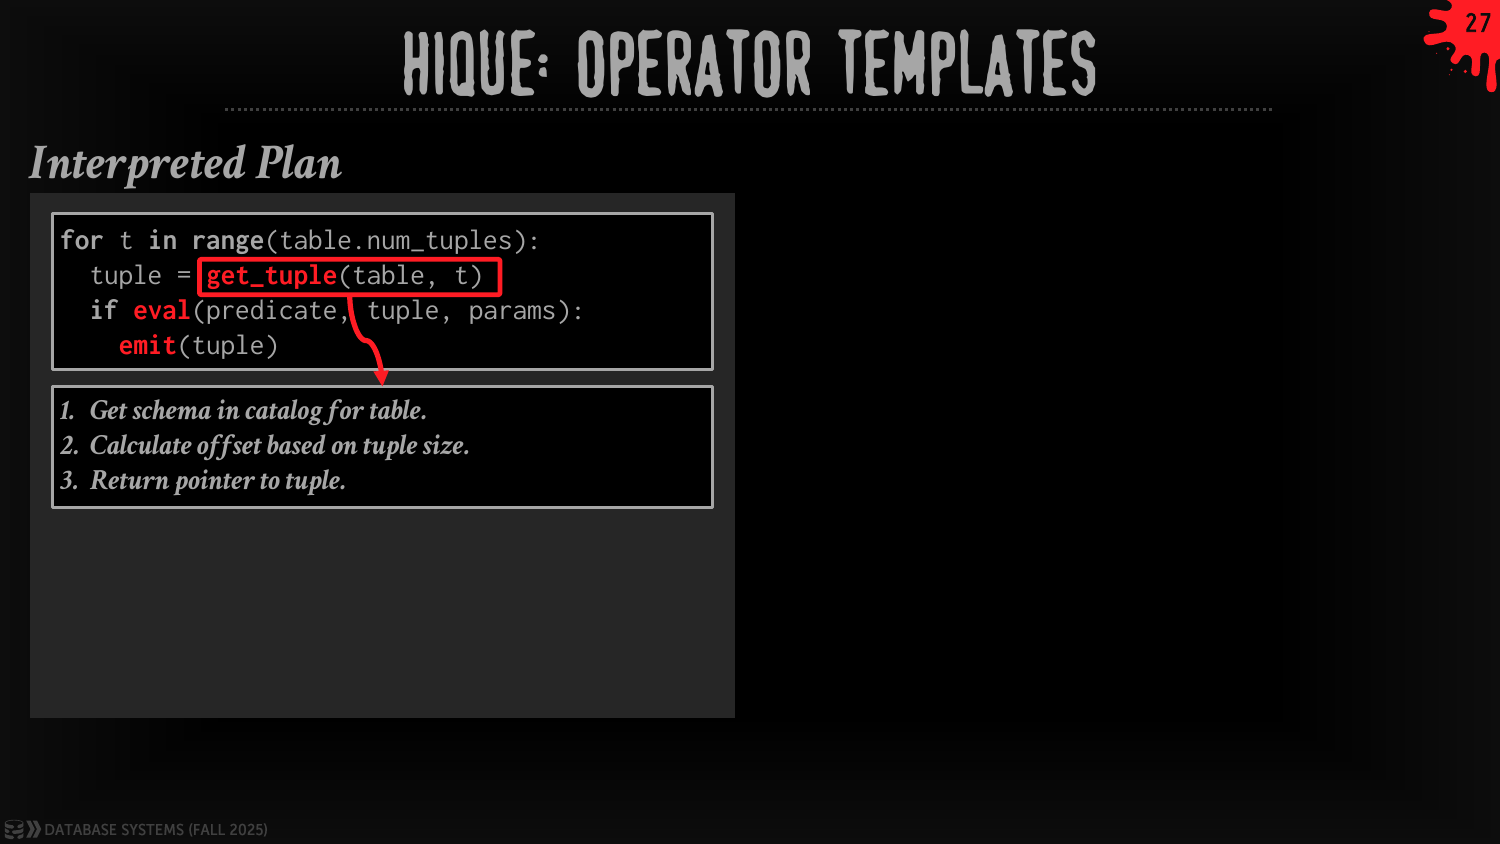 27
HIQUE: OPERATOR TEMPLATES
Interpreted Plan
for t in range(table.num_tuples):
tuple = get_tuple(table, t)
if eval(predicate, tuple, params):
emit(tuple)
1. Get schema in catalog for table.
2. Calculate offset based on tuple size.
3. Return pointer to tuple.
DATABASE SYSTEMS (FALL 2025)